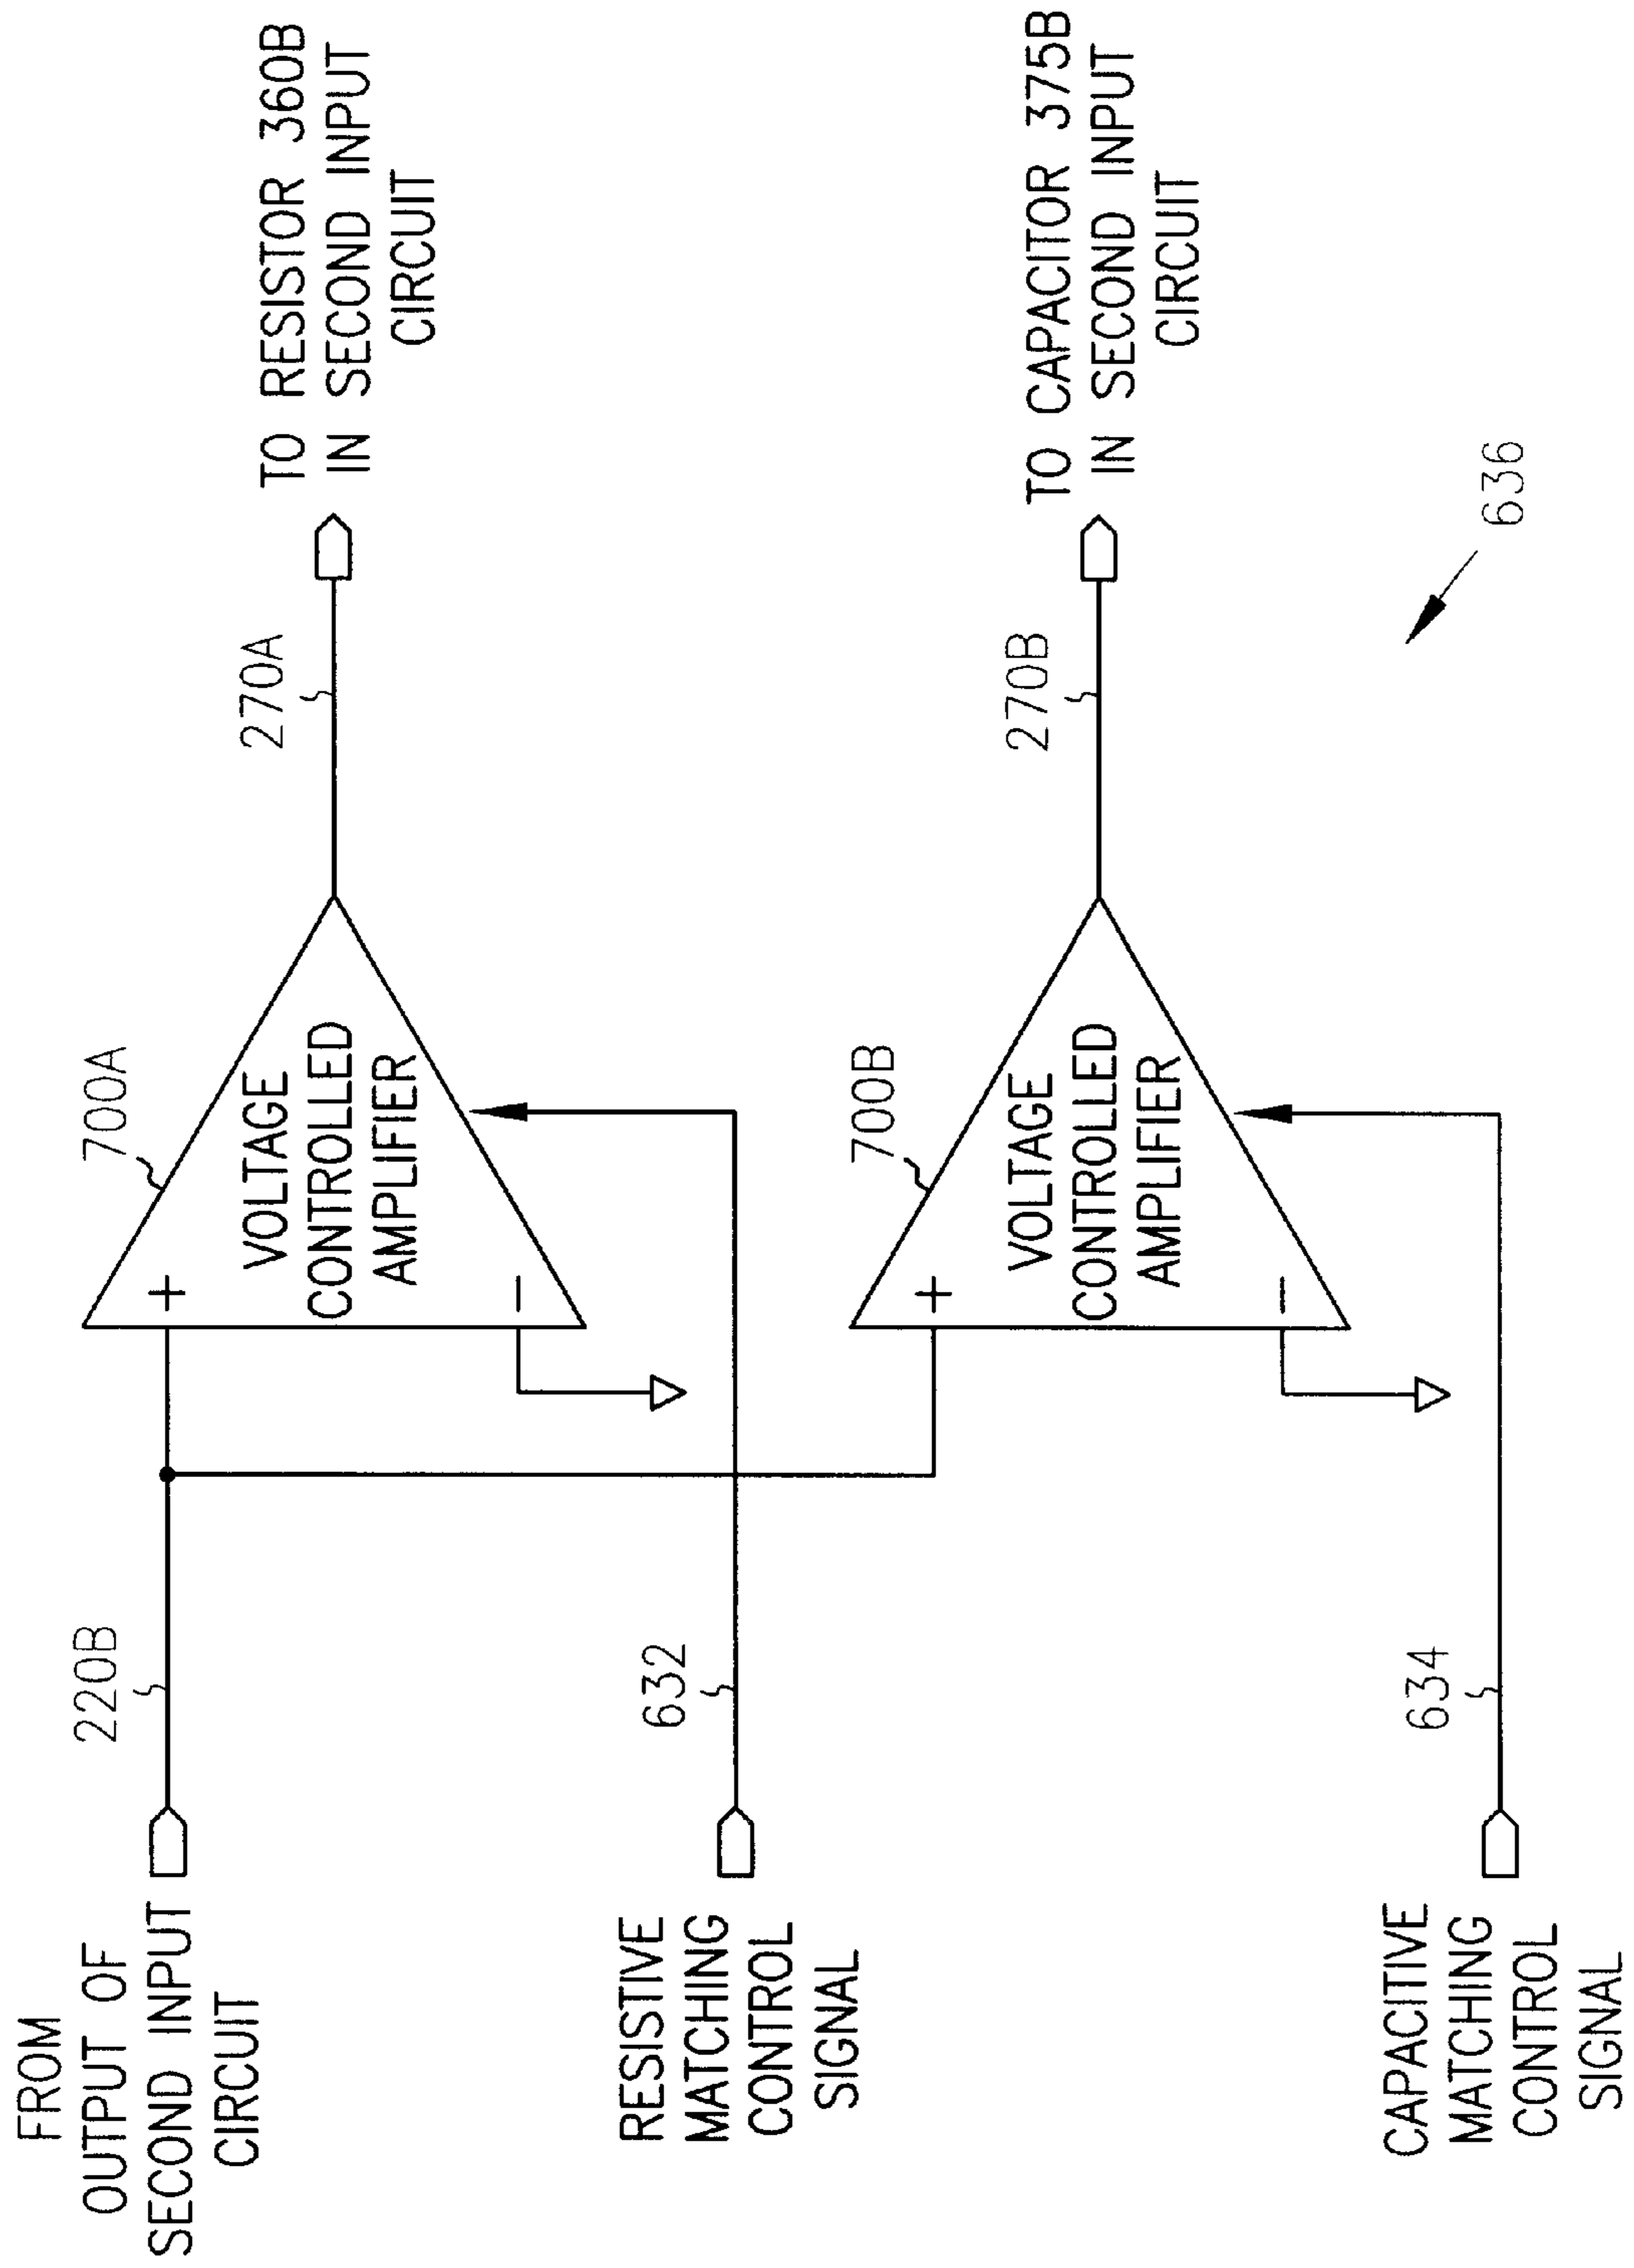 FROM
OUTPUT OF
SECOND INPUT
CIRCUIT
220B
700A
+
−
VOLTAGE
CONTROLLED
AMPLIFIER
270A
TO RESISTOR 360B
IN SECOND INPUT
CIRCUIT
RESISTIVE
MATCHING
CONTROL
SIGNAL
632
700B
+
−
VOLTAGE
CONTROLLED
AMPLIFIER
270B
TO CAPACITOR 375B
IN SECOND INPUT
CIRCUIT
CAPACITIVE
MATCHING
CONTROL
SIGNAL
634
636